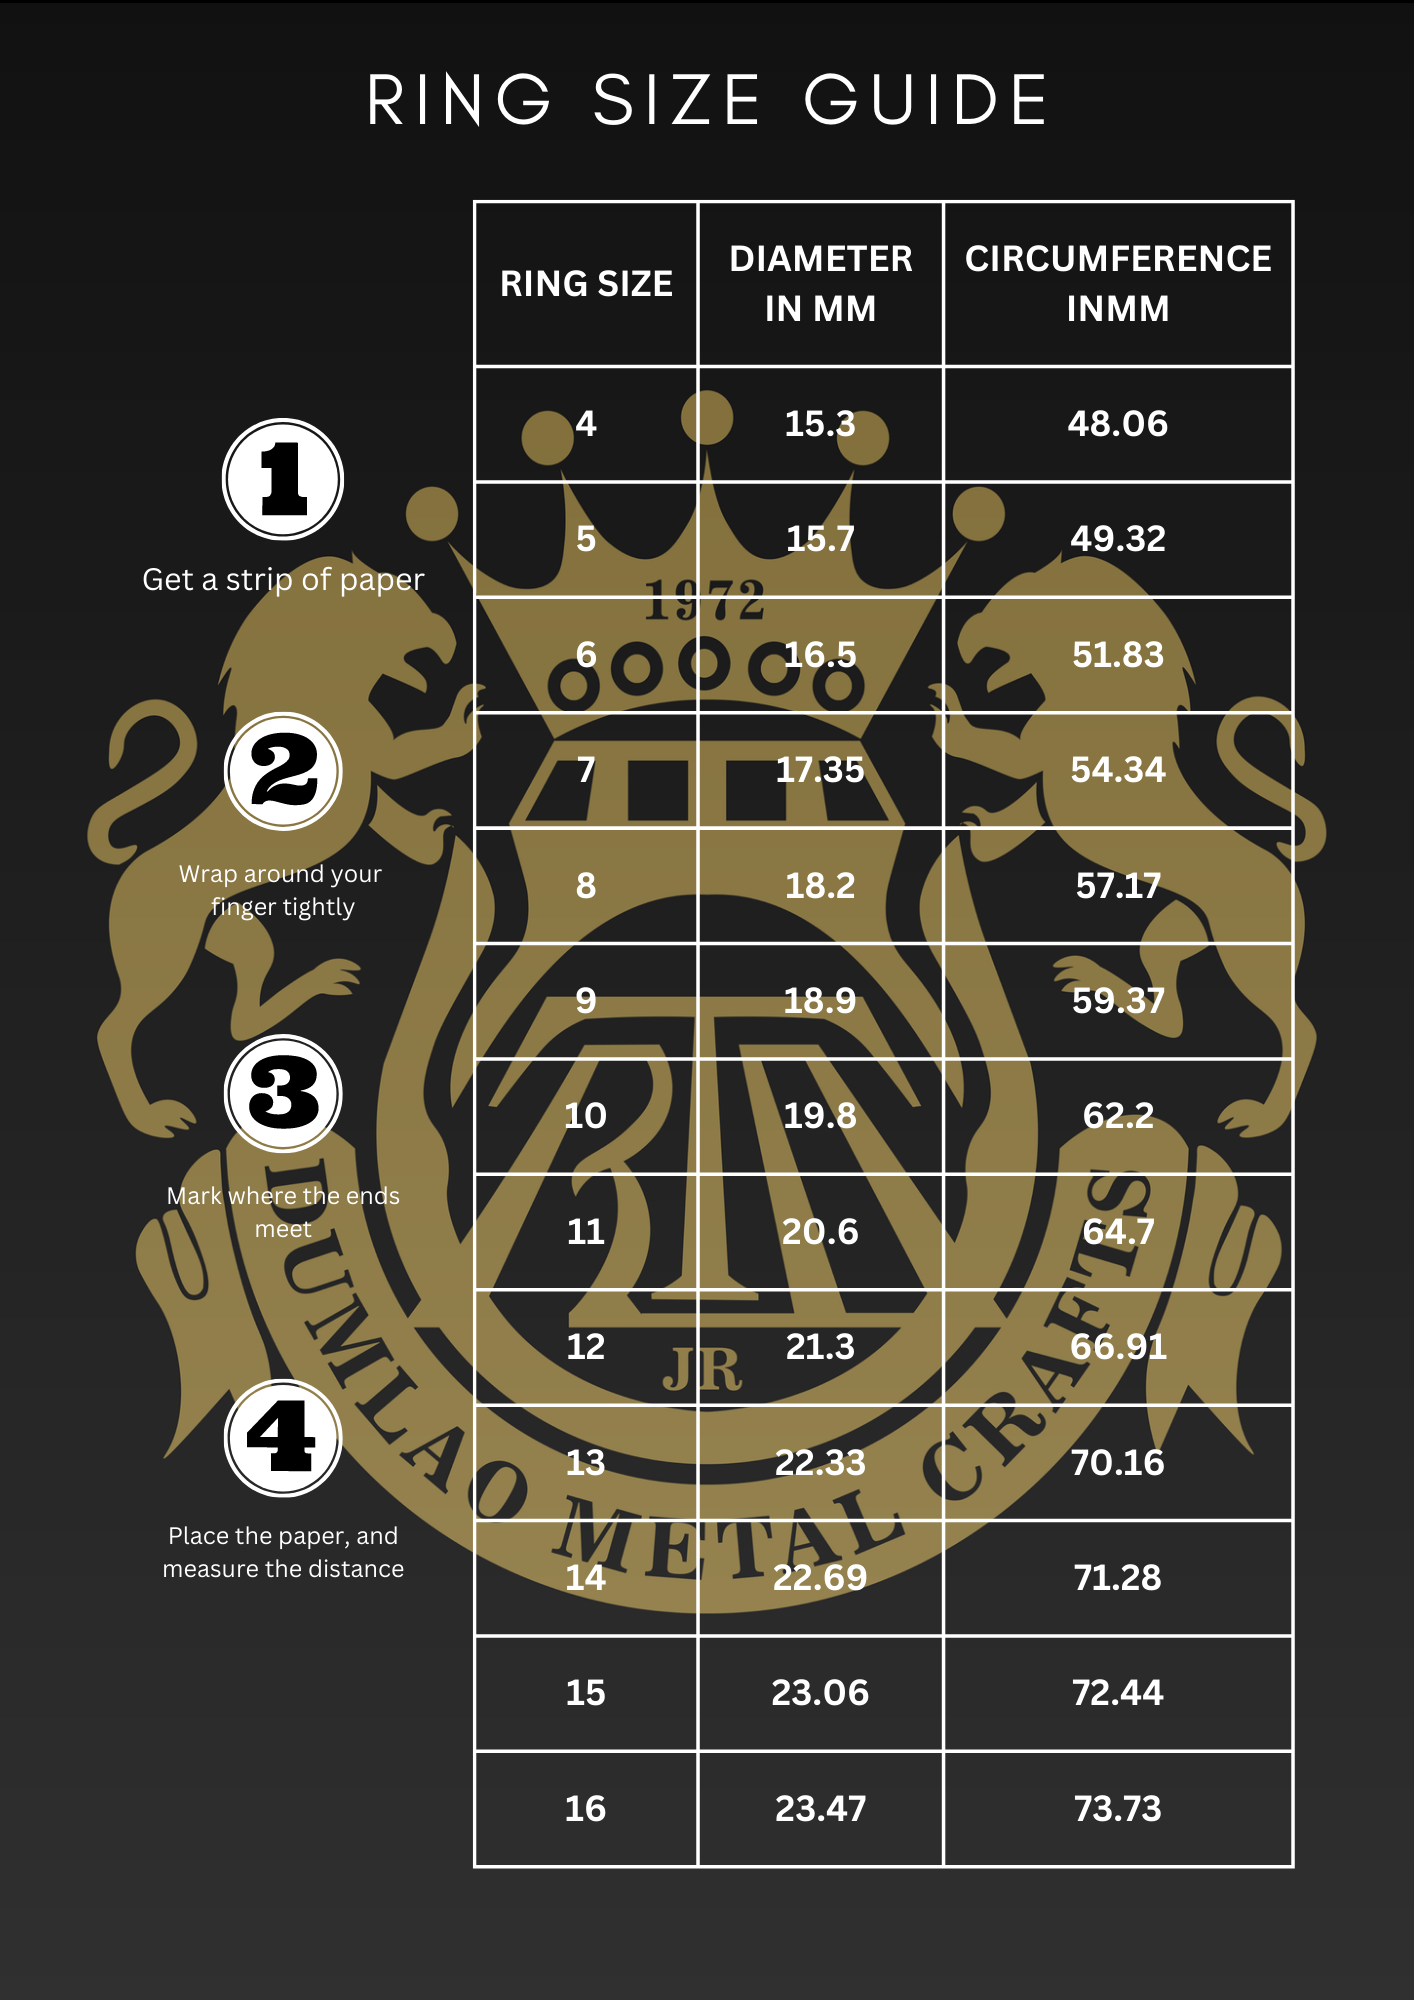 RING SIZE GUIDE
RING SIZE DIAMETER IN MM CIRCUMFERENCE INMM
4 15.3 48.06
5 15.7 49.32
6 16.5 51.83
7 17.35 54.34
8 18.2 57.17
9 18.9 59.37
10 19.8 62.2
11 20.6 64.7
12 21.3 66.91
13 22.33 70.16
14 22.69 71.28
15 23.06 72.44
16 23.47 73.73
1
Get a strip of paper
2
Wrap around your
finger tightly
3
Mark where the ends
meet
4
Place the paper, and
measure the distance
1972
JR
DUMLAO METAL CRAFTS